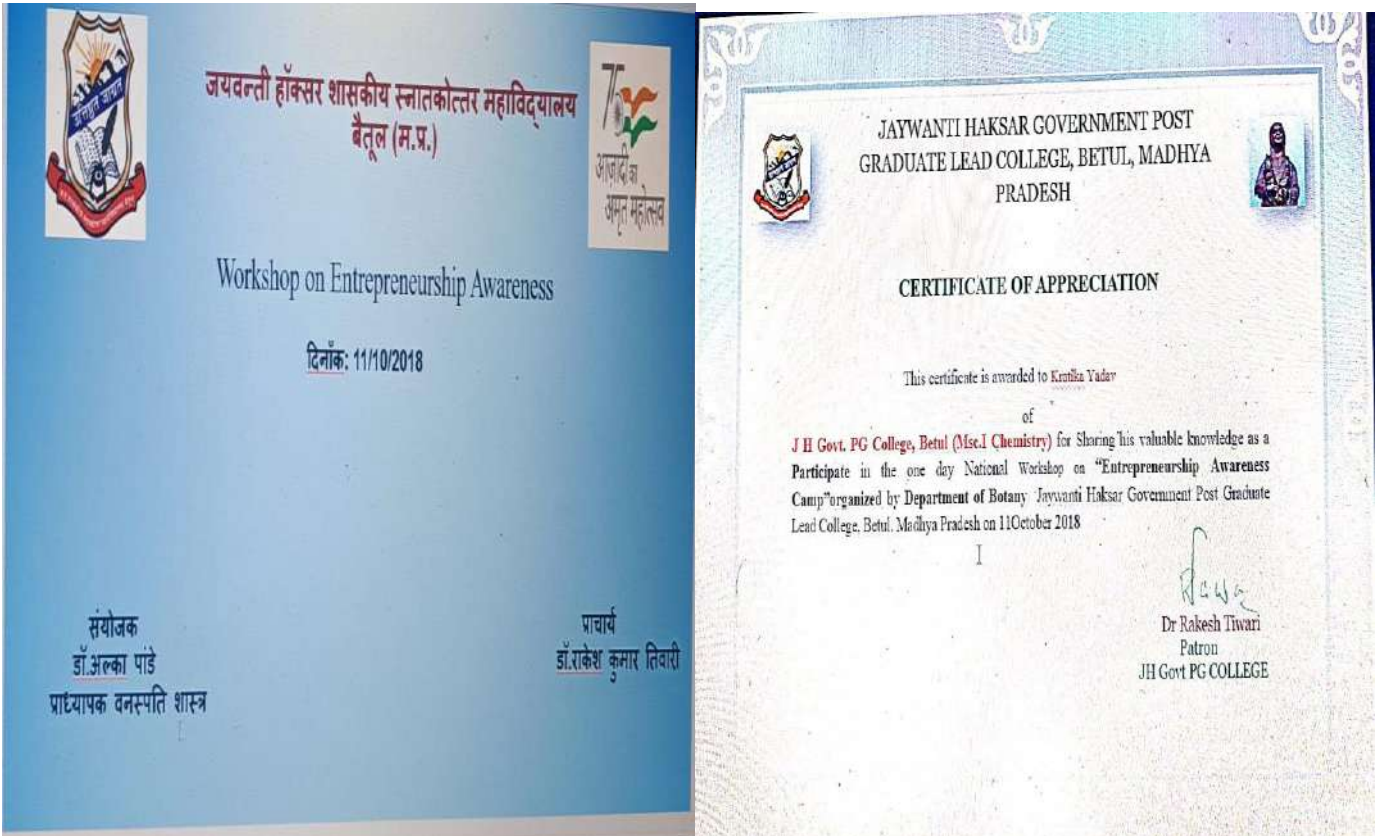 जयवन्ती हॉक्सर शासकीय स्नातकोत्तर महाविद्यालय
बैतूल (म.प्र.)
उत्तिष्ठत जाग्रत
75
आज़ादी का
अमृत महोत्सव
Workshop on Entrepreneurship Awareness
दिनाँक: 11/10/2018
संयोजक
डॉ.अल्का पांडे
प्राध्यापक वनस्पति शास्त्र
प्राचार्य
डॉ.राकेश कुमार तिवारी
JAYWANTI HAKSAR GOVERNMENT POST
GRADUATE LEAD COLLEGE, BETUL, MADHYA
PRADESH
CERTIFICATE OF APPRECIATION
This certificate is awarded to Kratika Yadav
of
J H Govt. PG College, Betul (Msc.I Chemistry) for Sharing his valuable knowledge as a
Participate in the one day National Workshop on "Entrepreneurship Awareness
Camp"organized by Department of Botany Jaywanti Haksar Government Post Graduate
Lead College, Betul. Madhya Pradesh on 11October 2018
Dr Rakesh Tiwari
Patron
JH Govt PG COLLEGE